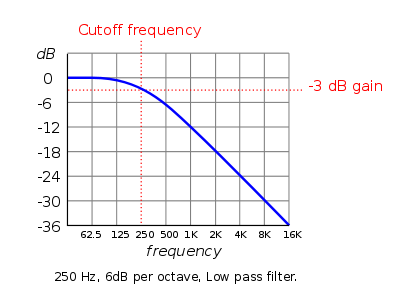 Cutoff frequency
dB
0
-3 dB gain
-6
-12
-18
-24
-30
-36
62.5 125 250 500 1K 2K 4K 8K 16K
frequency
250 Hz, 6dB per octave, Low pass filter.